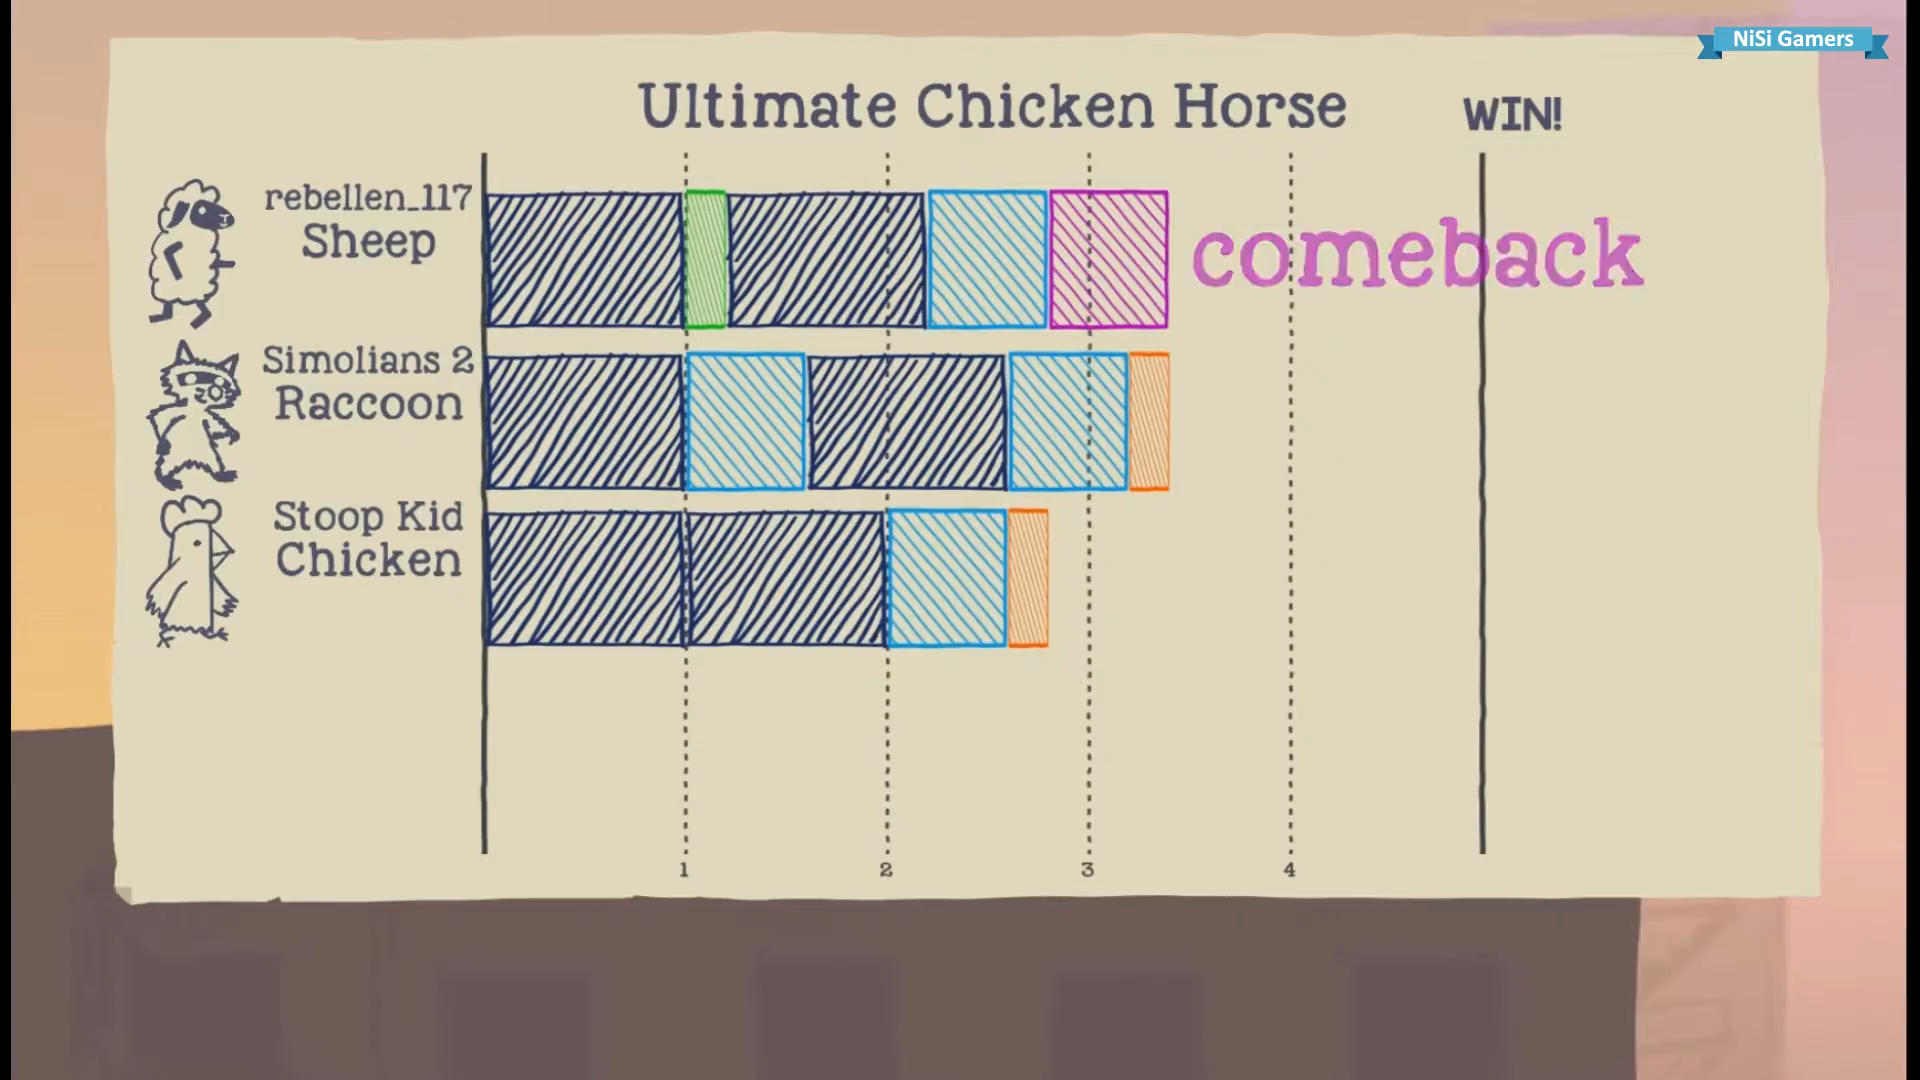 NiSi Gamers
Ultimate Chicken Horse
WIN!
rebellen_117
Sheep
comeback
Simolians 2
Raccoon
Stoop Kid
Chicken
1 2 3 4